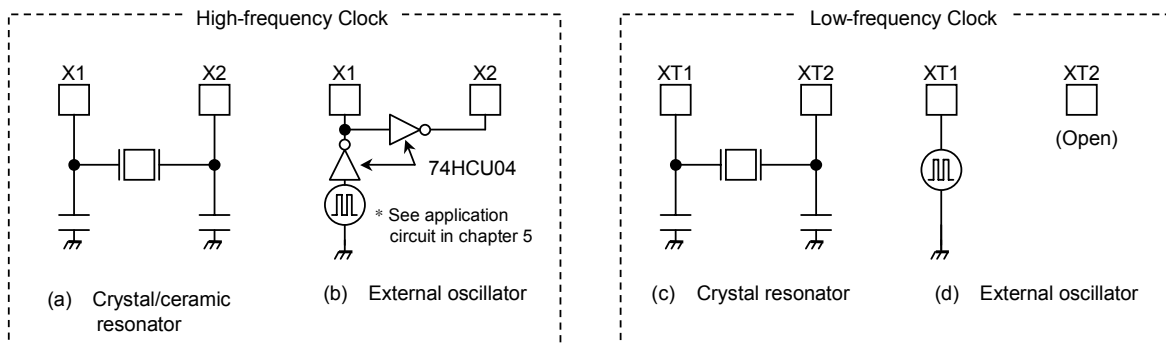 High-frequency Clock
X1
X2
X1
X2
74HCU04
* See application
circuit in chapter 5
(a) Crystal/ceramic
resonator
(b) External oscillator
Low-frequency Clock
XT1
XT2
XT1
XT2
(Open)
(c) Crystal resonator
(d) External oscillator